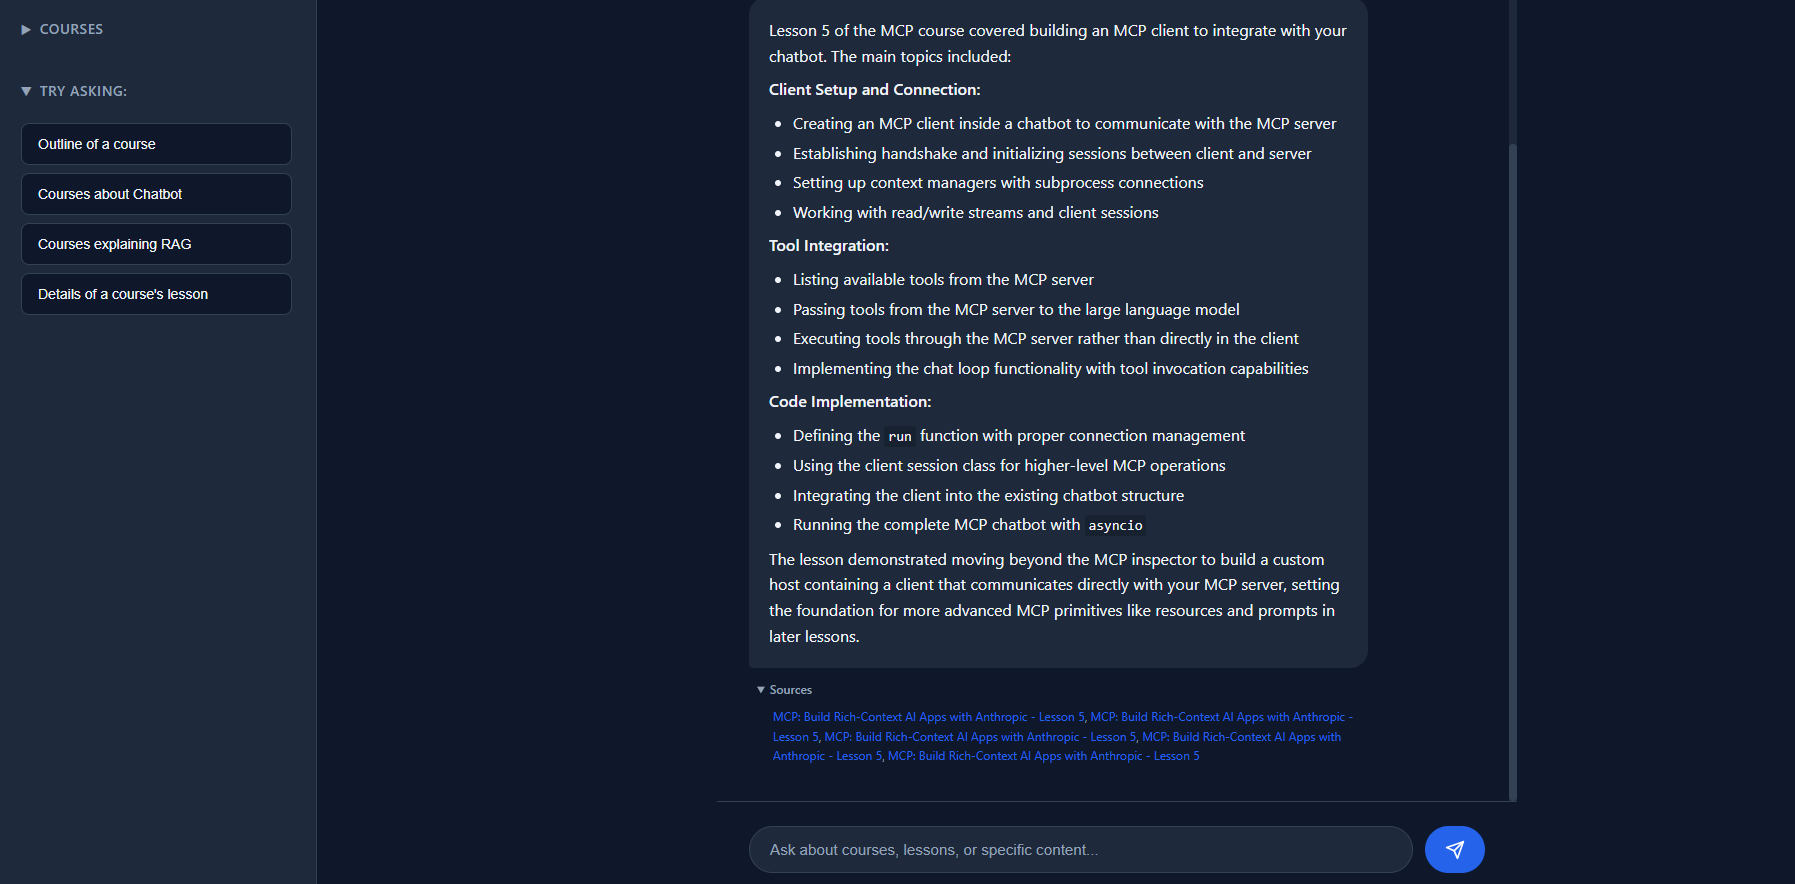 COURSES
TRY ASKING:
Outline of a course
Courses about Chatbot
Courses explaining RAG
Details of a course's lesson
Lesson 5 of the MCP course covered building an MCP client to integrate with your
chatbot. The main topics included:
Client Setup and Connection:
Creating an MCP client inside a chatbot to communicate with the MCP server
Establishing handshake and initializing sessions between client and server
Setting up context managers with subprocess connections
Working with read/write streams and client sessions
Tool Integration:
Listing available tools from the MCP server
Passing tools from the MCP server to the large language model
Executing tools through the MCP server rather than directly in the client
Implementing the chat loop functionality with tool invocation capabilities
Code Implementation:
Defining the run function with proper connection management
Using the client session class for higher-level MCP operations
Integrating the client into the existing chatbot structure
Running the complete MCP chatbot with asyncio
The lesson demonstrated moving beyond the MCP inspector to build a custom
host containing a client that communicates directly with your MCP server, setting
the foundation for more advanced MCP primitives like resources and prompts in
later lessons.
Sources
MCP: Build Rich-Context AI Apps with Anthropic - Lesson 5, MCP: Build Rich-Context AI Apps with Anthropic -
Lesson 5, MCP: Build Rich-Context AI Apps with Anthropic - Lesson 5, MCP: Build Rich-Context AI Apps with
Anthropic - Lesson 5, MCP: Build Rich-Context AI Apps with Anthropic - Lesson 5
Ask about courses, lessons, or specific content...